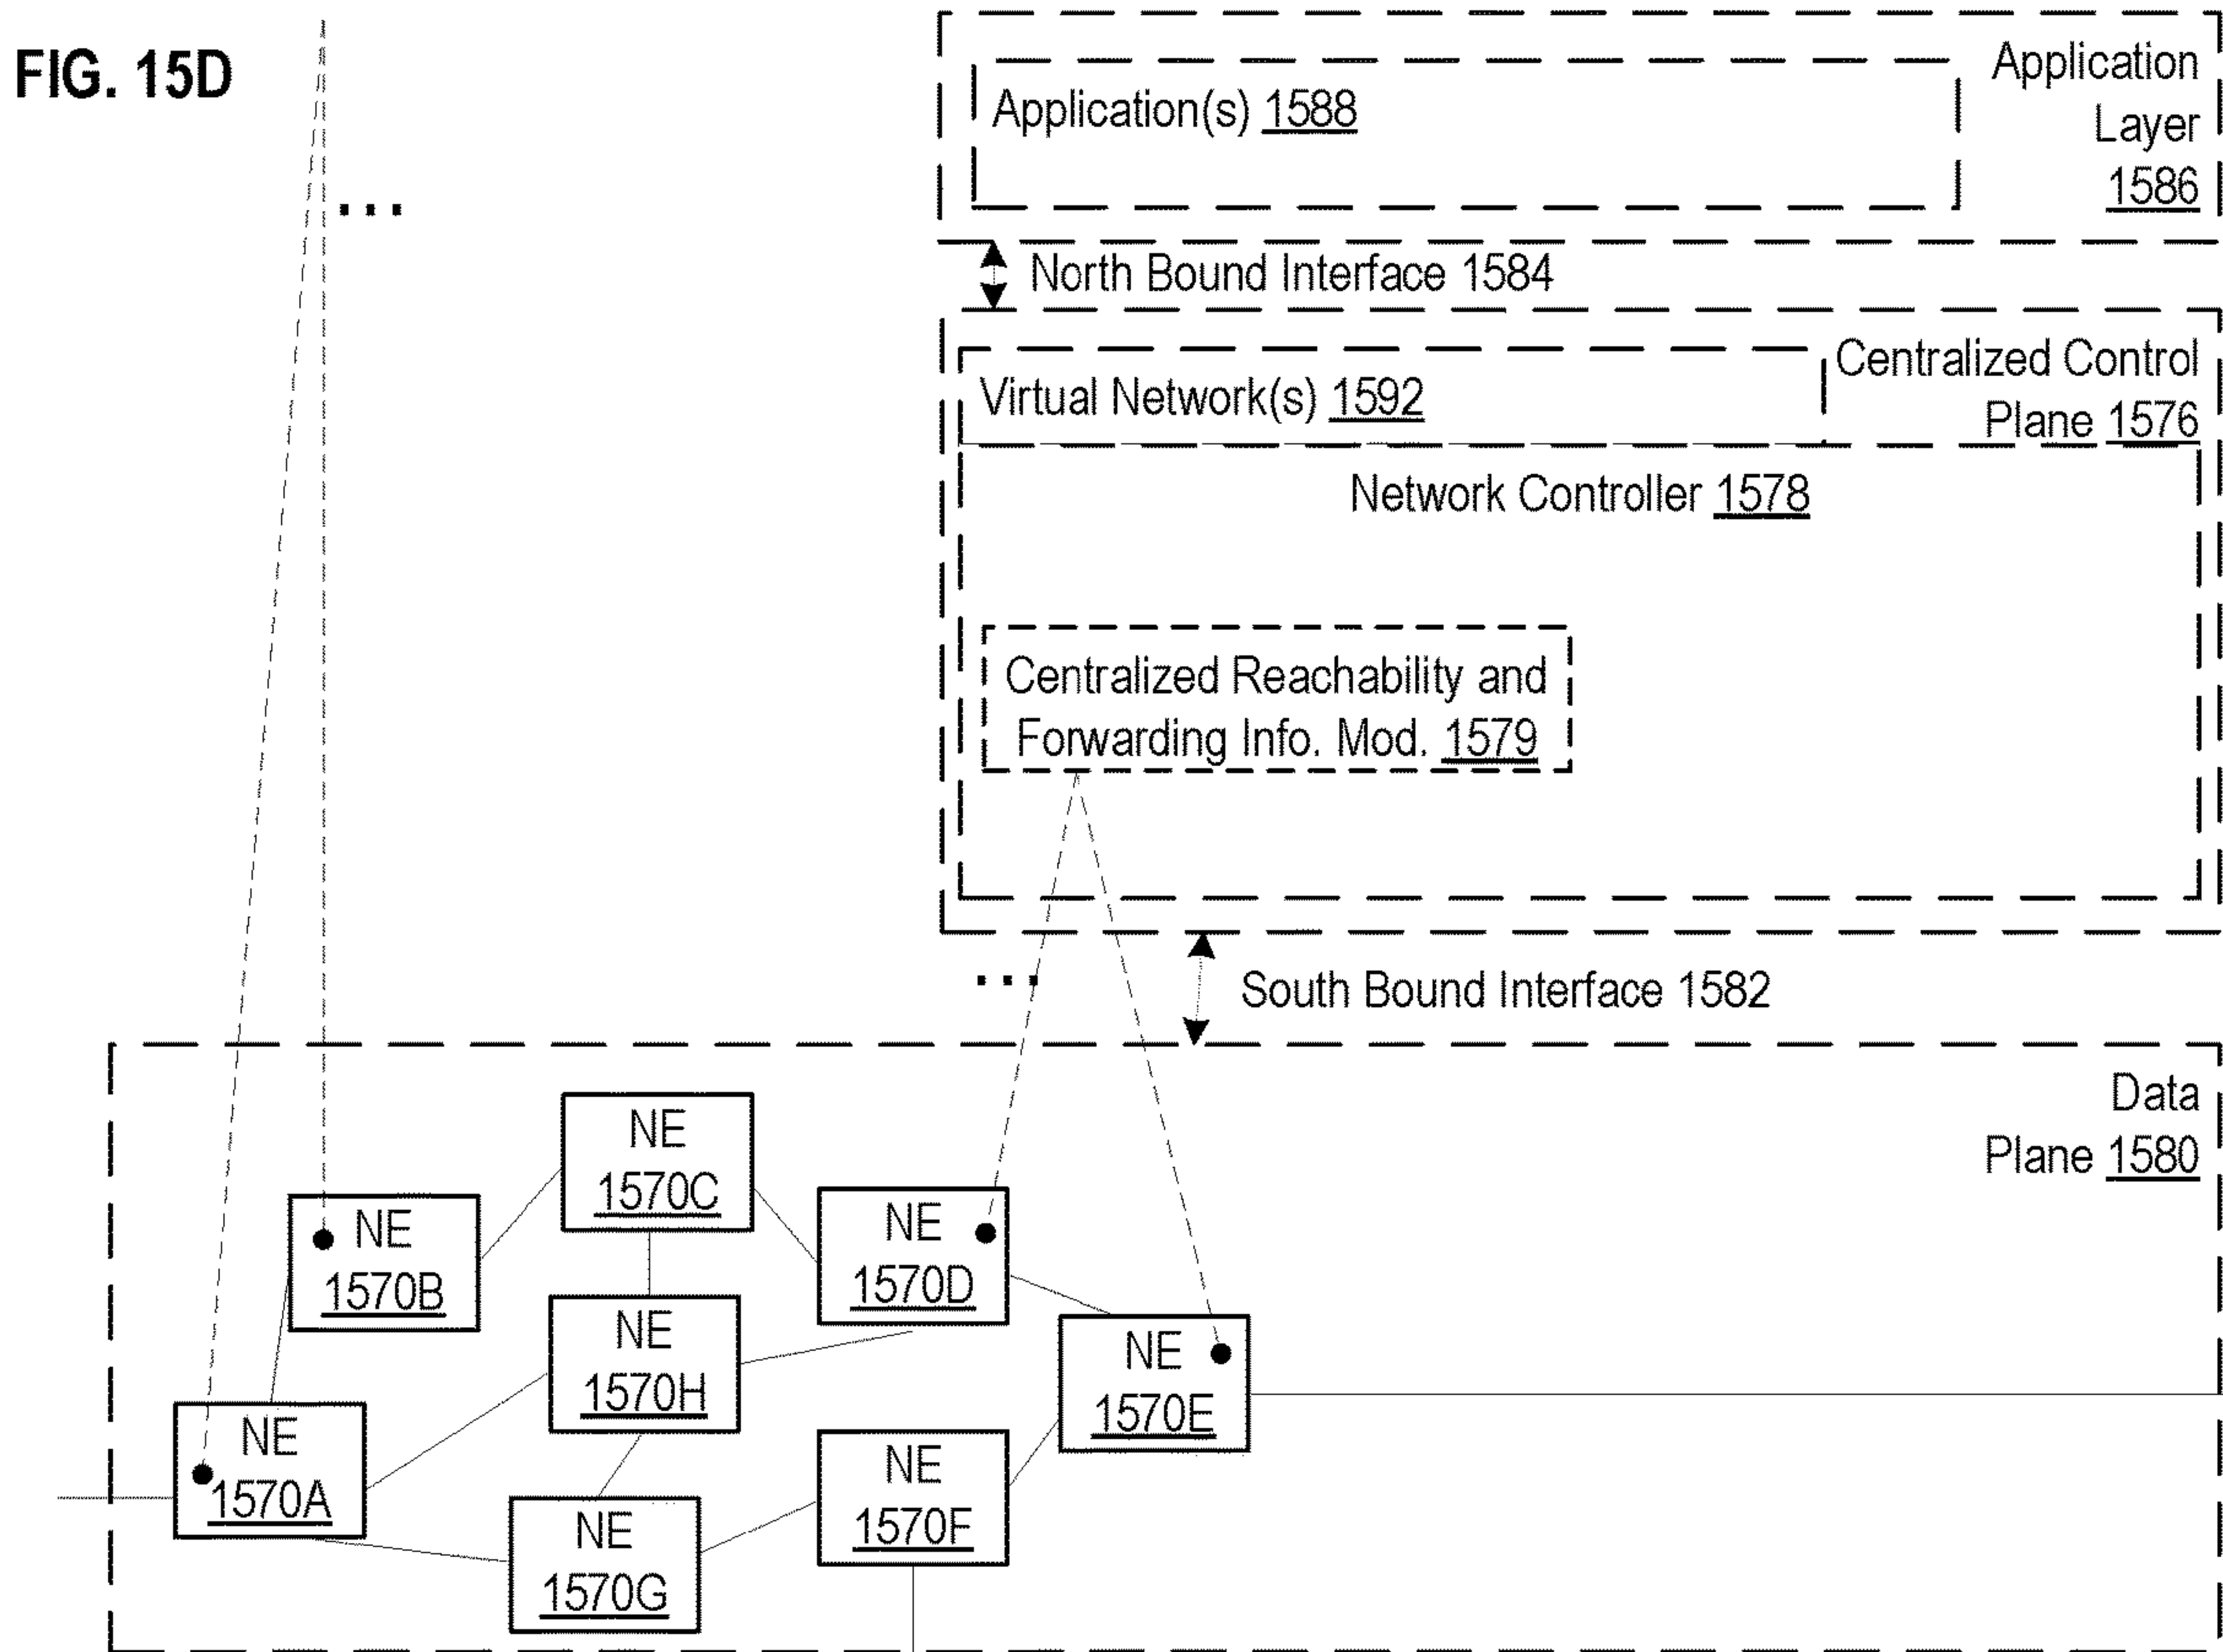 FIG. 15D
Application
Layer
1586
Application(s) 1588
North Bound Interface 1584
Centralized Control
Plane 1576
Virtual Network(s) 1592
Network Controller 1578
Centralized Reachability and
Forwarding Info. Mod. 1579
...
...
South Bound Interface 1582
Data
Plane 1580
NE
1570C
NE
1570B
NE
1570D
NE
1570H
NE
1570E
NE
1570A
NE
1570F
NE
1570G